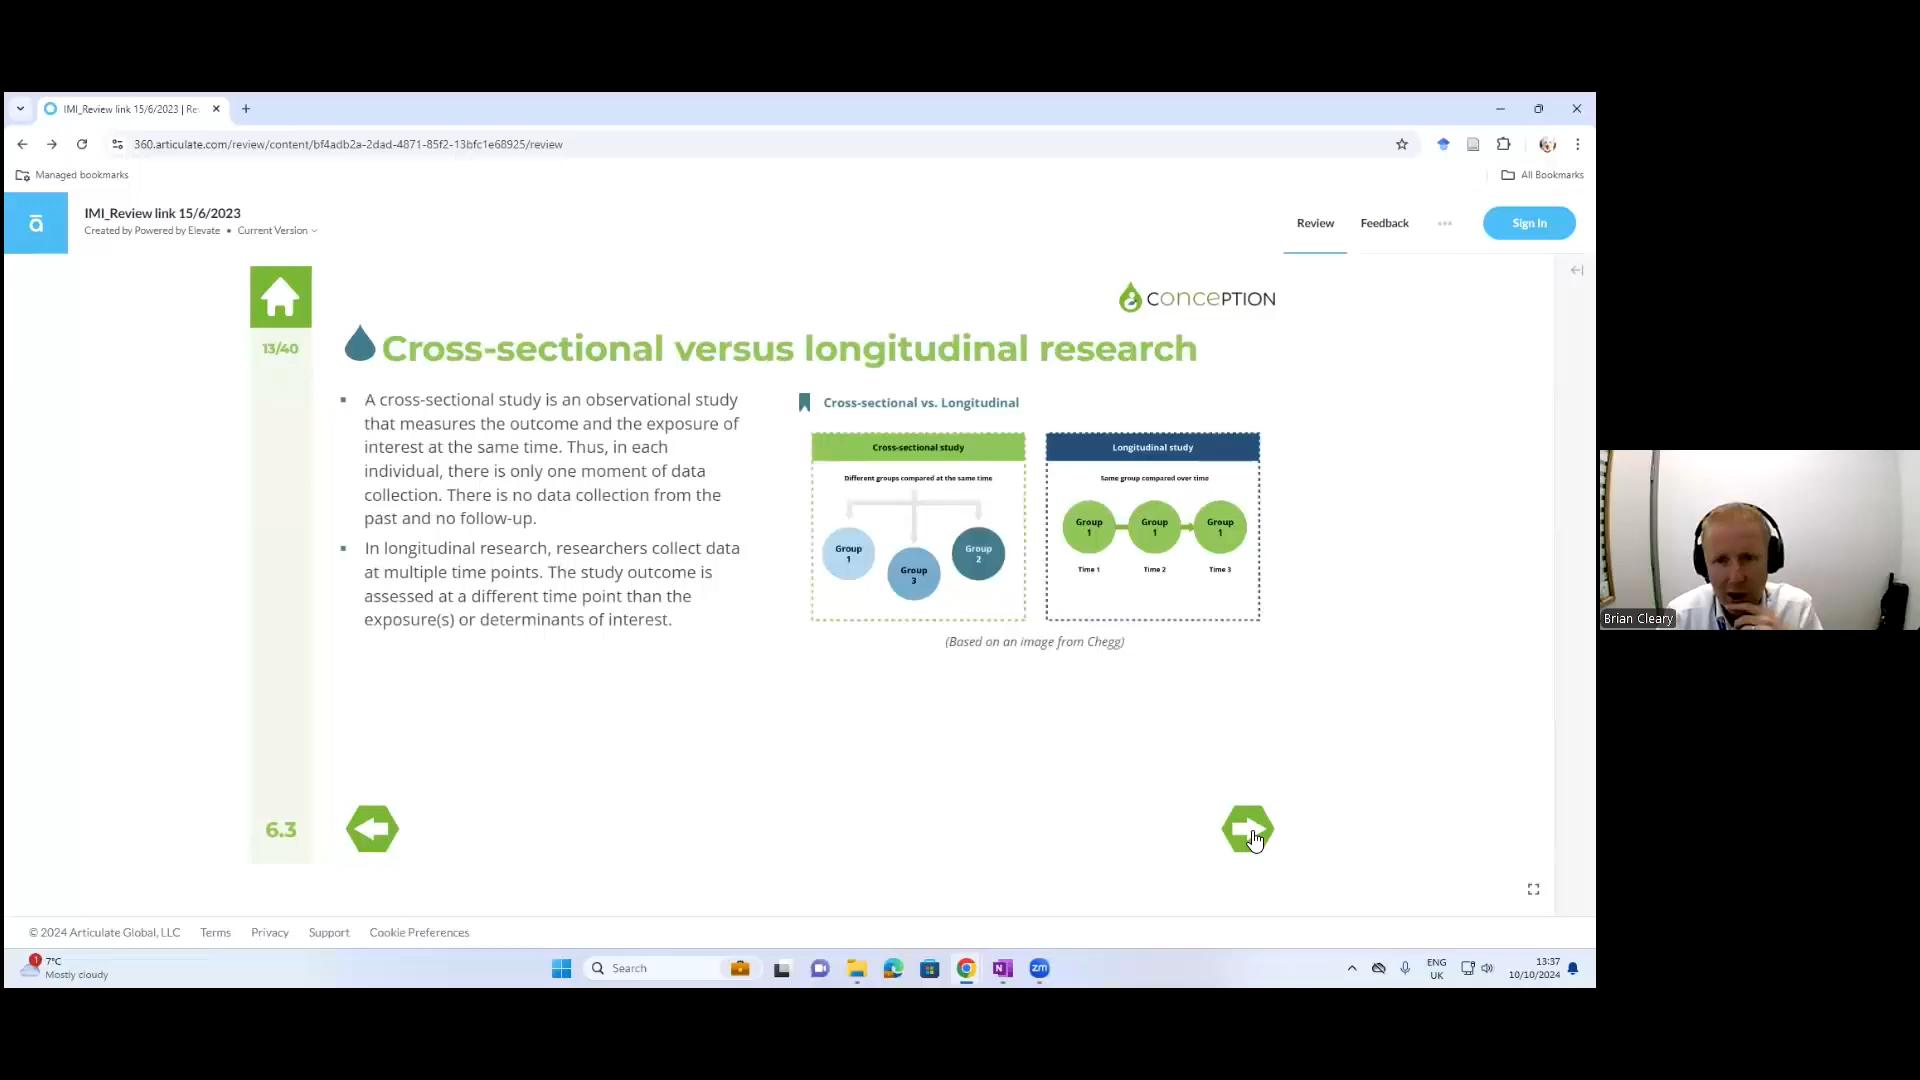 IMI_Review link 15/6/2023 | Re
360.articulate.com/review/content/bf4adb2a-2dad-4871-85f2-13bfc1e68925/review
Managed bookmarks
All Bookmarks
ā
IMI_Review link 15/6/2023
Created by Powered by Elevate • Current Version
Review
Feedback
Sign In
13/40
CONCEPTION
Cross-sectional versus longitudinal research
▪ A cross-sectional study is an observational study
that measures the outcome and the exposure of
interest at the same time. Thus, in each
individual, there is only one moment of data
collection. There is no data collection from the
past and no follow-up.
▪ In longitudinal research, researchers collect data
at multiple time points. The study outcome is
assessed at a different time point than the
exposure(s) or determinants of interest.
Cross-sectional vs. Longitudinal
Cross-sectional study
Different groups compared at the same time
Group
1
Group
3
Group
2
Longitudinal study
Same group compared over time
Group
1
Group
1
Group
1
Time 1
Time 2
Time 3
(Based on an image from Chegg)
6.3
Brian Cleary
© 2024 Articulate Global, LLC
Terms
Privacy
Support
Cookie Preferences
1
7°C
Mostly cloudy
Search
zm
ENG
UK
13:37
10/10/2024